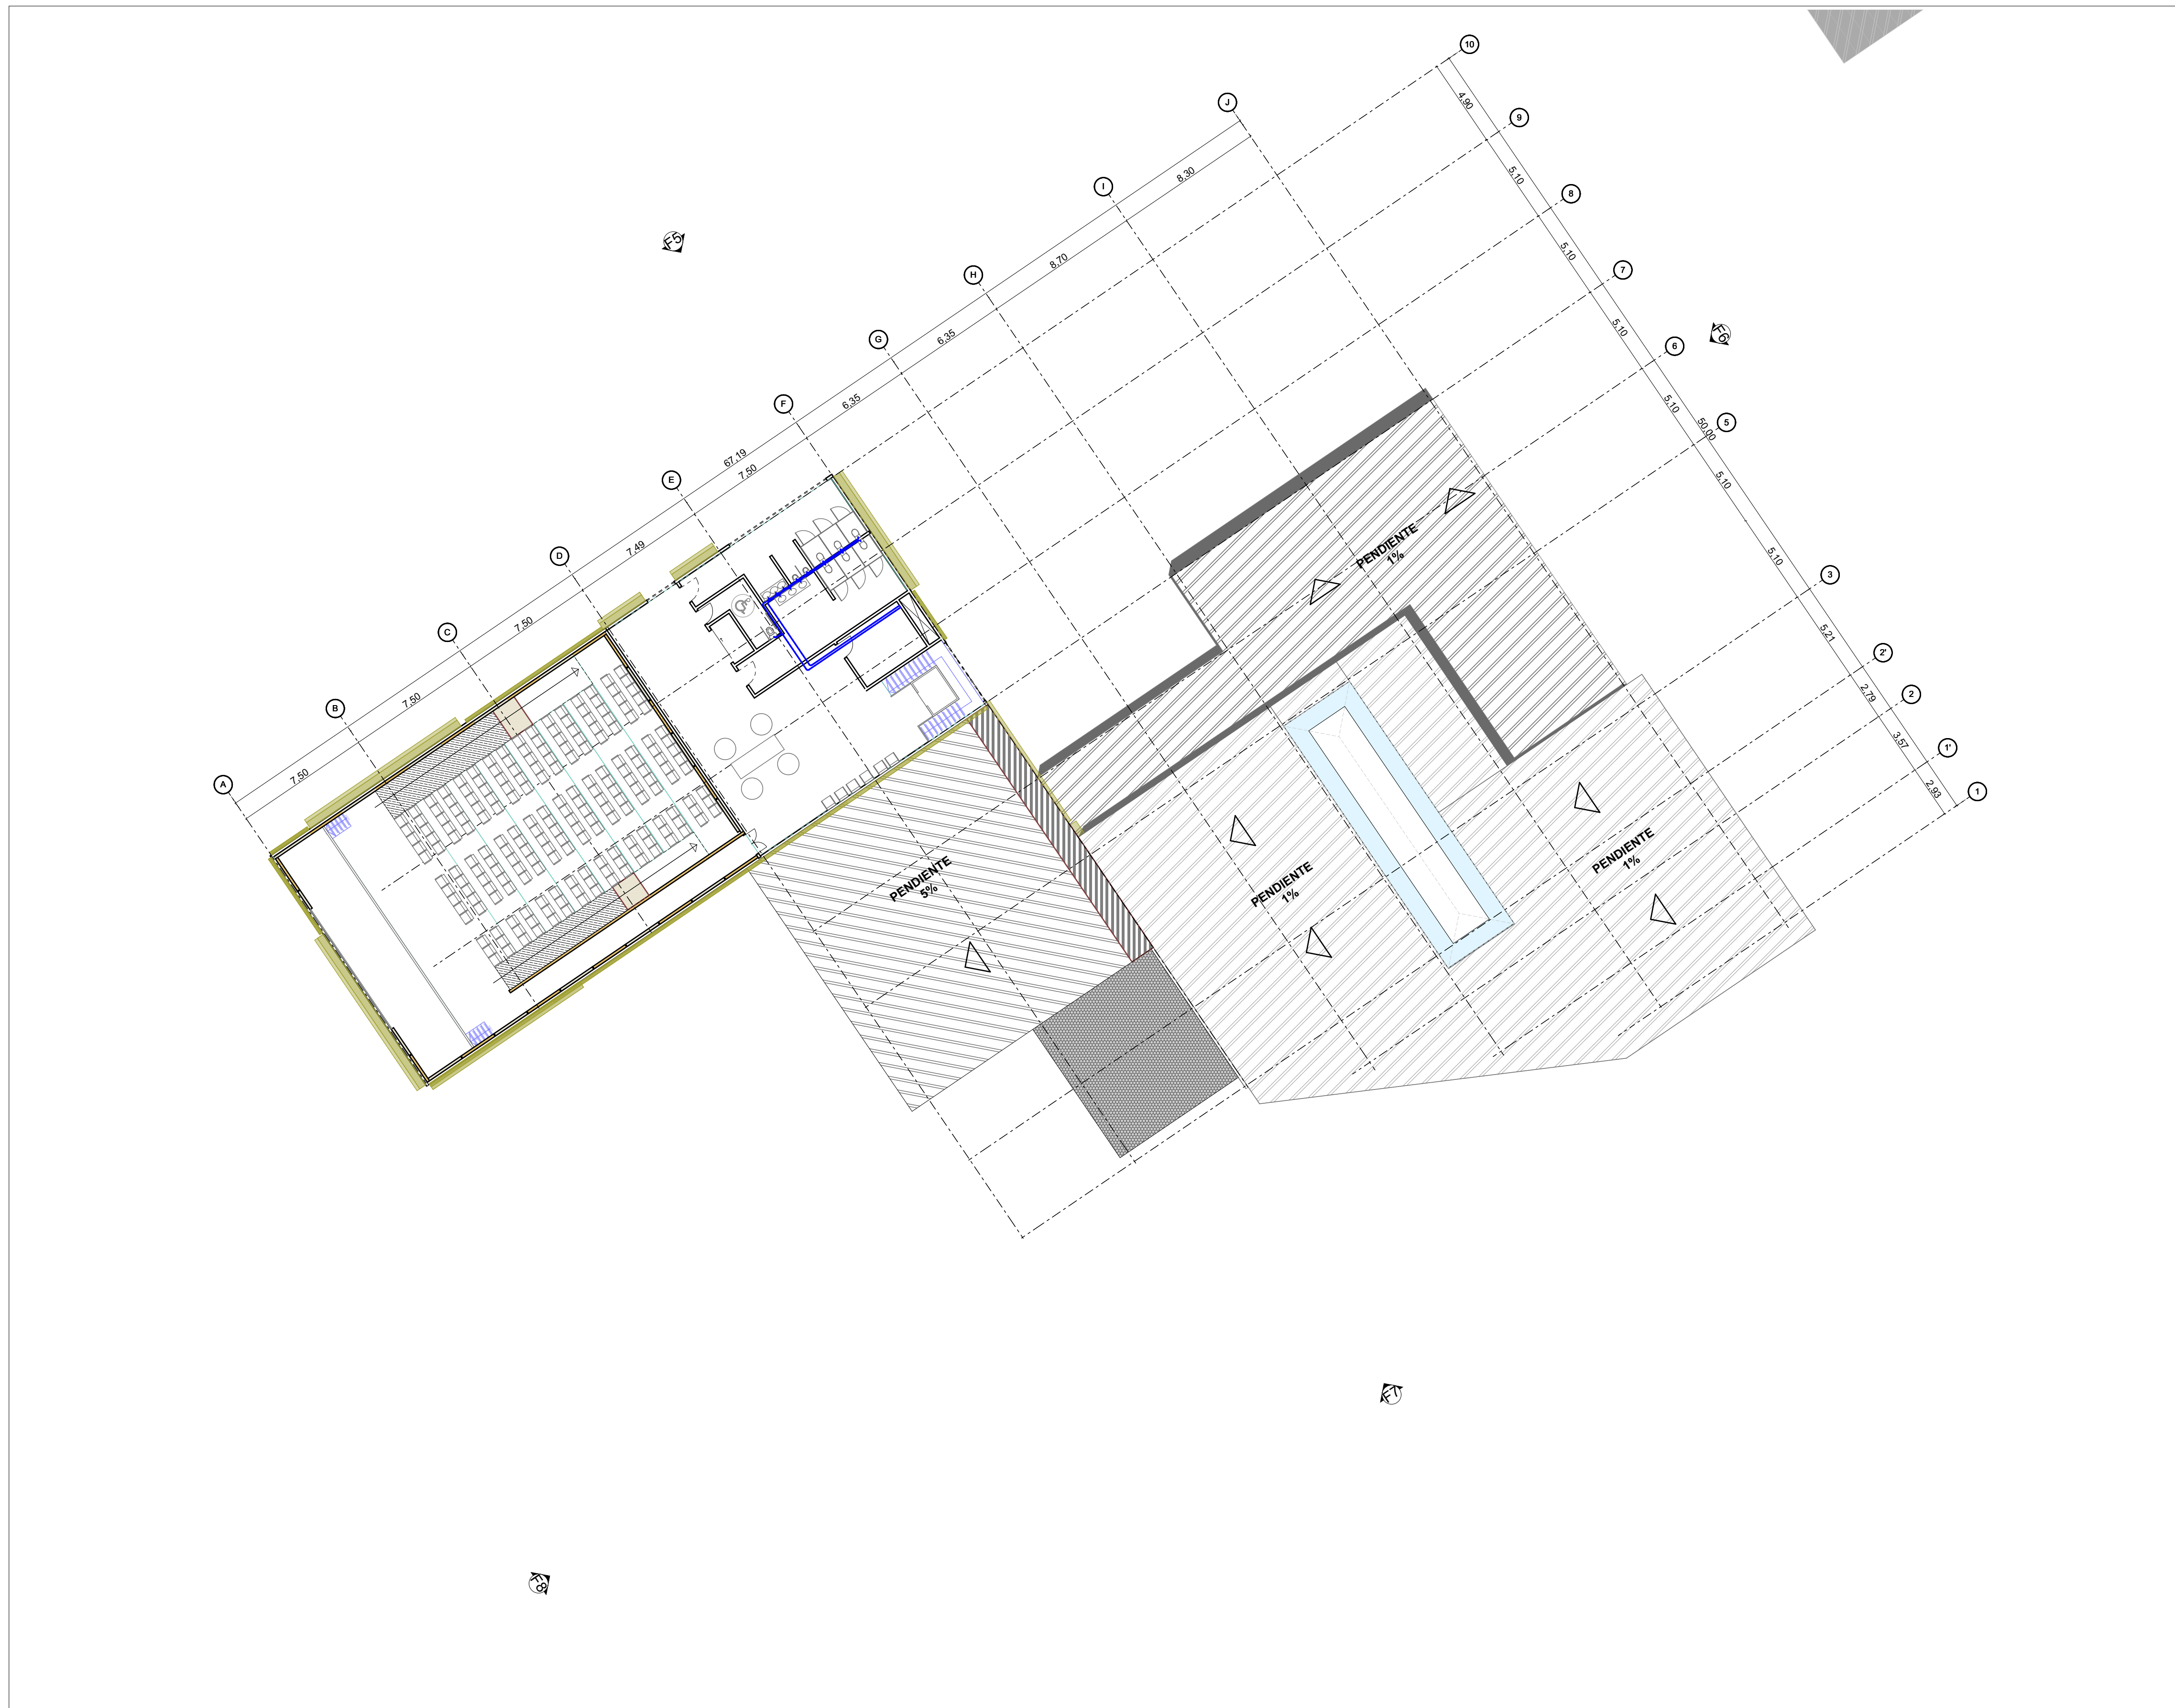 10
9
8
7
6
5
3
2'
2
1'
1
J
I
H
G
F
E
D
C
B
A
4,90
5,10
5,10
5,10
5,10
5,10
5,10
5,21
2,79
3,57
2,93
50,00
8,30
8,70
6,35
6,35
7,50
7,49
7,50
7,50
7,50
67,19
F5
F6
F7
F8
PENDIENTE
1%
PENDIENTE
5%
PENDIENTE
1%
PENDIENTE
1%